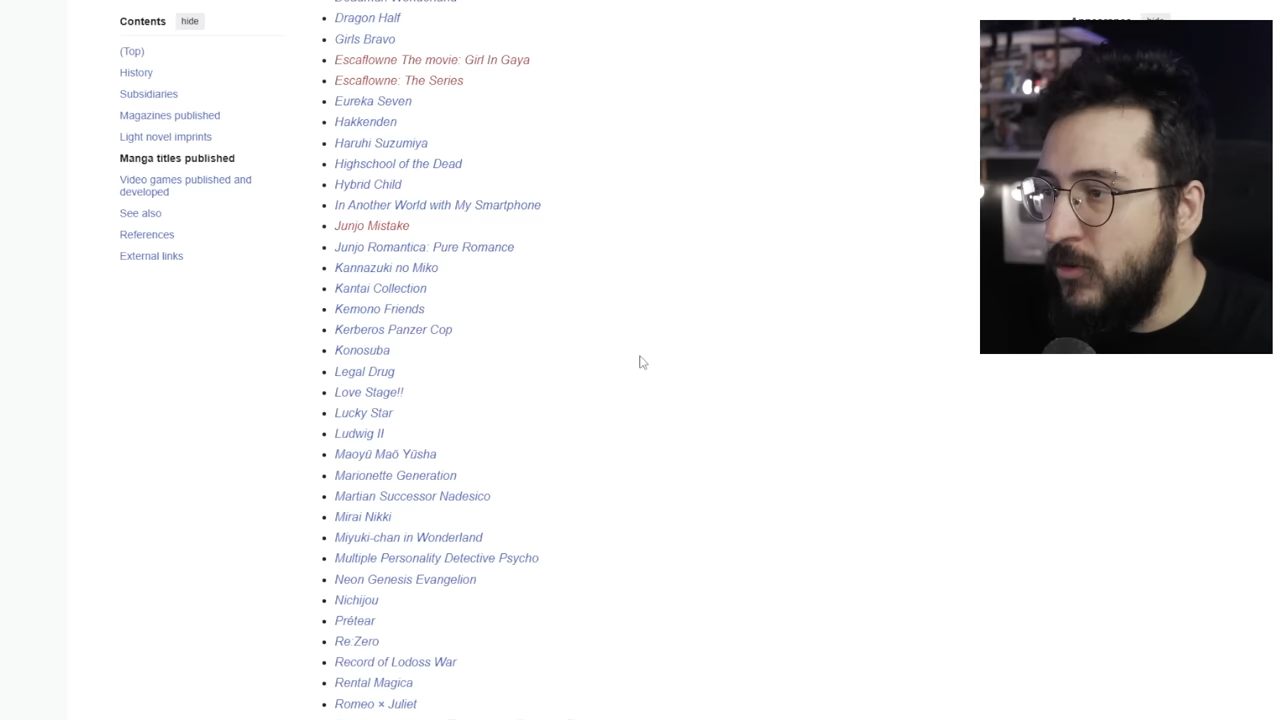 Contents hide
(Top)
History
Subsidiaries
Magazines published
Light novel imprints
Manga titles published
Video games published and
developed
See also
References
External links
Dragon Half
Girls Bravo
Escaflowne The movie: Girl In Gaya
Escaflowne: The Series
Eureka Seven
Hakkenden
Haruhi Suzumiya
Highschool of the Dead
Hybrid Child
In Another World with My Smartphone
Junjo Mistake
Junjo Romantica: Pure Romance
Kannazuki no Miko
Kantai Collection
Kemono Friends
Kerberos Panzer Cop
Konosuba
Legal Drug
Love Stage!!
Lucky Star
Ludwig II
Maoyū Maō Yūsha
Marionette Generation
Martian Successor Nadesico
Mirai Nikki
Miyuki-chan in Wonderland
Multiple Personality Detective Psycho
Neon Genesis Evangelion
Nichijou
Prétear
Re:Zero
Record of Lodoss War
Rental Magica
Romeo × Juliet